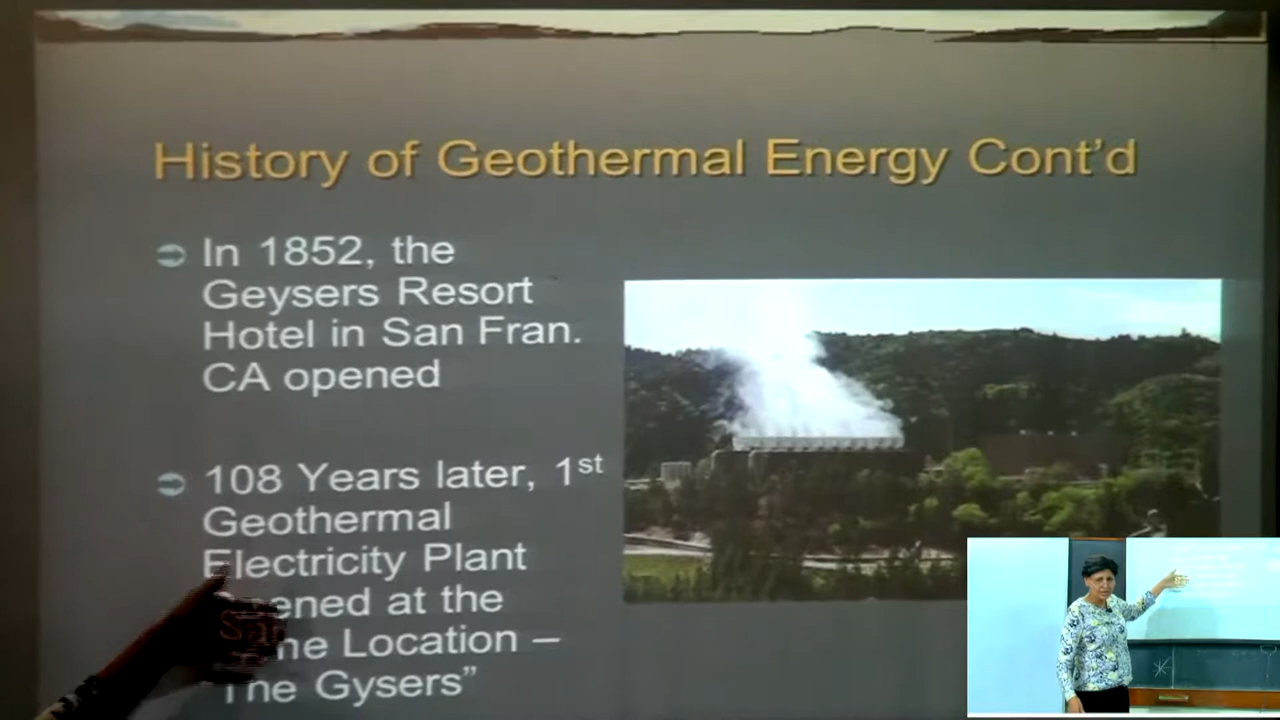 History of Geothermal Energy Cont’d
In 1852, the
Geysers Resort
Hotel in San Fran.
CA opened
108 Years later, 1st
Geothermal
Electricity Plant
at the
Same Location –
The Gysers”